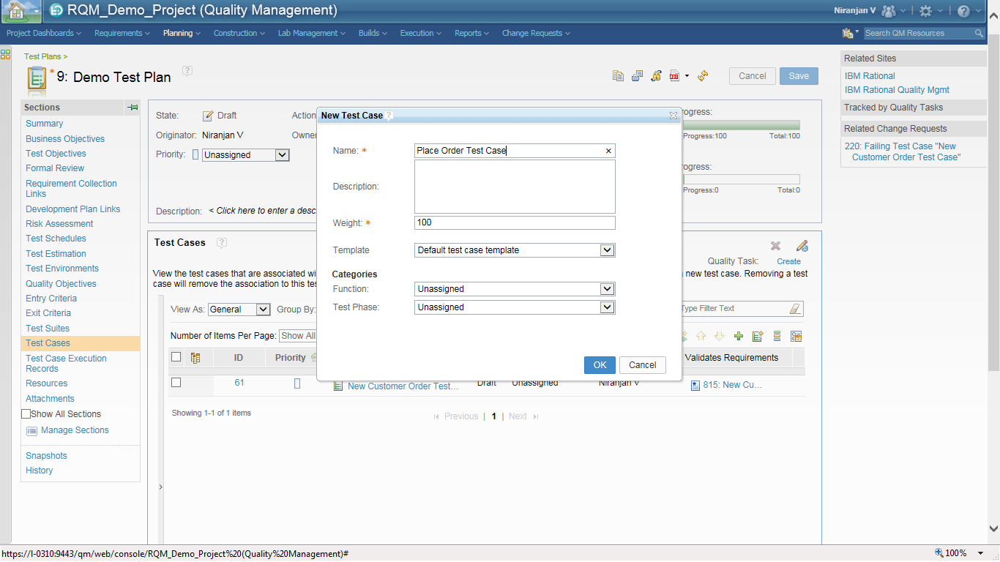 RQM_Demo_Project (Quality Management)
Niranjan V
Project Dashboards
Requirements
Planning
Construction
Lab Management
Builds
Execution
Reports
Change Requests
Search QM Resources
Test Plans >
* 9: Demo Test Plan
?
PDF
Cancel
Save
Sections
Summary
Business Objectives
Test Objectives
Formal Review
Requirement Collection
Links
Development Plan Links
Risk Assessment
Test Schedules
Test Estimation
Test Environments
Quality Objectives
Entry Criteria
Exit Criteria
Test Suites
Test Cases
Test Case Execution
Records
Resources
Attachments
Show All Sections
Manage Sections
Snapshots
History
State:
Draft
Action
Originator: Niranjan V
Owner
Priority:
Unassigned
Description: < Click here to enter a desc
rogress:
Progress:100
Total:100
rogress:
Progress:0
Total:0
New Test Case ?
Name: *
Place Order Test Case
×
Description:
Weight: *
100
Template
Default test case template
Categories
Function:
Unassigned
Test Phase:
Unassigned
OK
Cancel
Test Cases
?
Quality Task: Create
View the test cases that are associated wi
new test case. Removing a test
case will remove the association to this tes
View As: General
Group By:
Type Filter Text
Number of Items Per Page: Show All
ID
Priority
Validates Requirements
61
New Customer Order Test...
Draft
Unassigned
Niranjan V
815: New Cu...
Showing 1-1 of 1 items
Previous | 1 | Next
Related Sites
IBM Rational
IBM Rational Quality Mgmt
Tracked by Quality Tasks
Related Change Requests
220: Failing Test Case "New
Customer Order Test Case"
https://I-0310:9443/qm/web/console/RQM_Demo_Project%20(Quality%20Management)#
100%